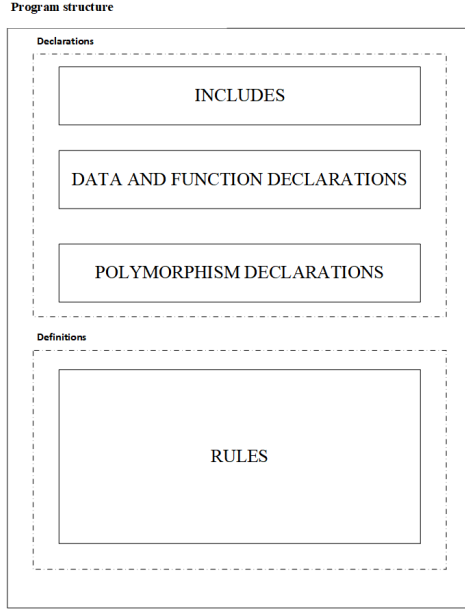 Program structure
Declarations
INCLUDES
DATA AND FUNCTION DECLARATIONS
POLYMORPHISM DECLARATIONS
Definitions
RULES